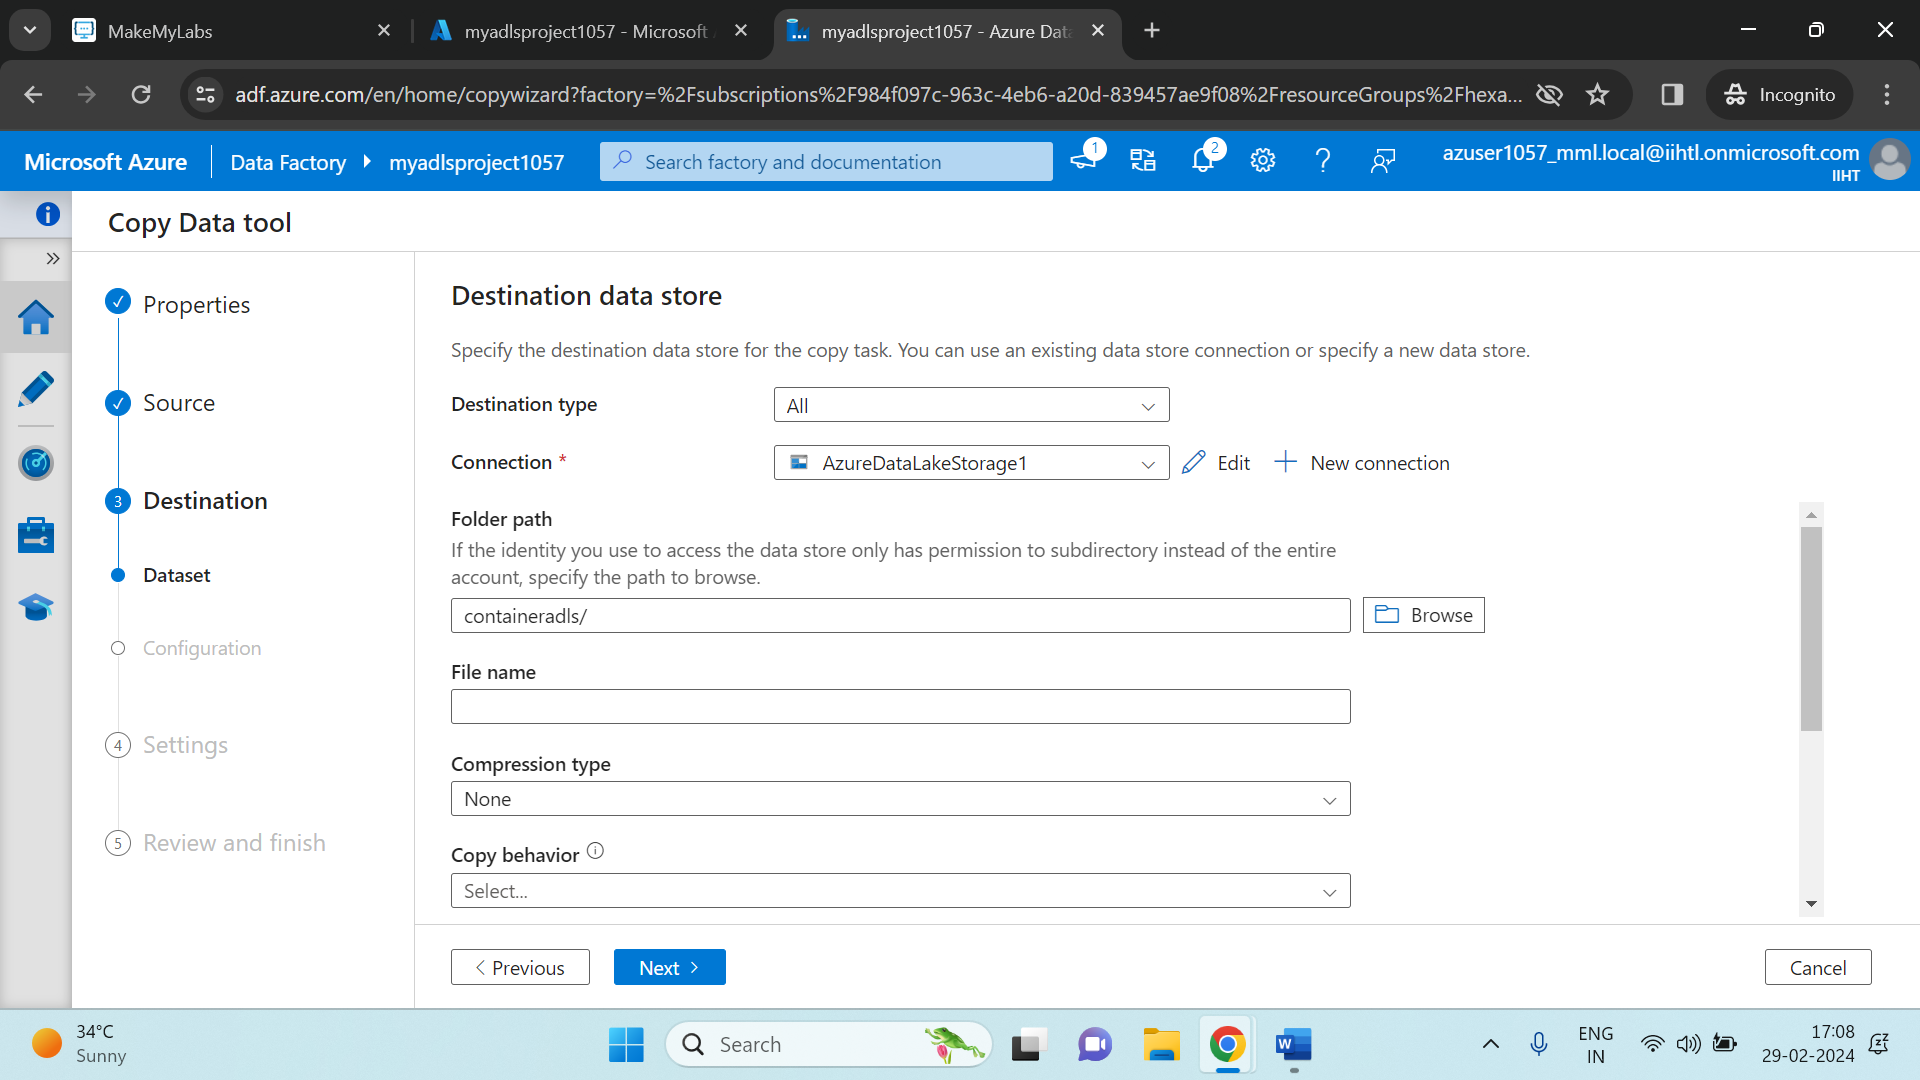 MakeMyLabs
myadlsproject1057 - Microsoft
myadlsproject1057 - Azure Data
adf.azure.com/en/home/copywizard?factory=%2Fsubscriptions%2F984f097c-963c-4eb6-a20d-839457ae9f08%2FresourceGroups%2Fhexa...
Incognito
Microsoft Azure
Data Factory
myadlsproject1057
Search factory and documentation
1
2
azuser1057_mml.local@iihtl.onmicrosoft.com
IIHT
Copy Data tool
Properties
Source
3 Destination
Dataset
Configuration
4 Settings
5 Review and finish
Destination data store
Specify the destination data store for the copy task. You can use an existing data store connection or specify a new data store.
Destination type
All
Connection *
AzureDataLakeStorage1
Edit
New connection
Folder path
If the identity you use to access the data store only has permission to subdirectory instead of the entire
account, specify the path to browse.
containeradls/
Browse
File name
Compression type
None
Copy behavior
Select...
Previous
Next
Cancel
34°C
Sunny
Search
ENG
IN
17:08
29-02-2024